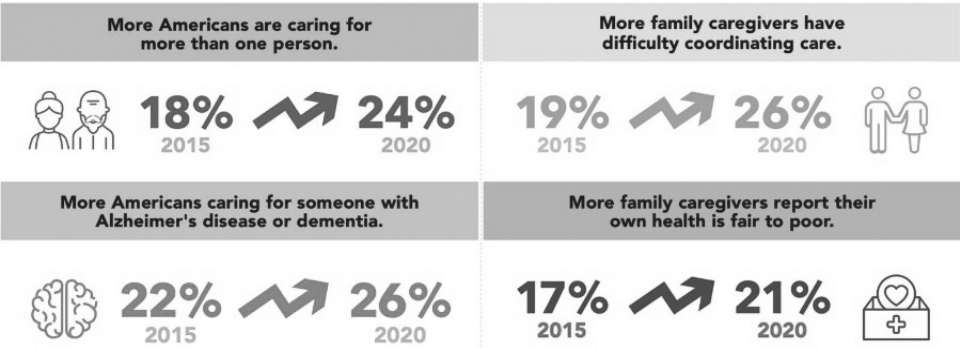 More Americans are caring for
more than one person.
18% 24%
2015 2020
More family caregivers have
difficulty coordinating care.
19% 26%
2015 2020
More Americans caring for someone with
Alzheimer's disease or dementia.
22% 26%
2015 2020
More family caregivers report their
own health is fair to poor.
17% 21%
2015 2020